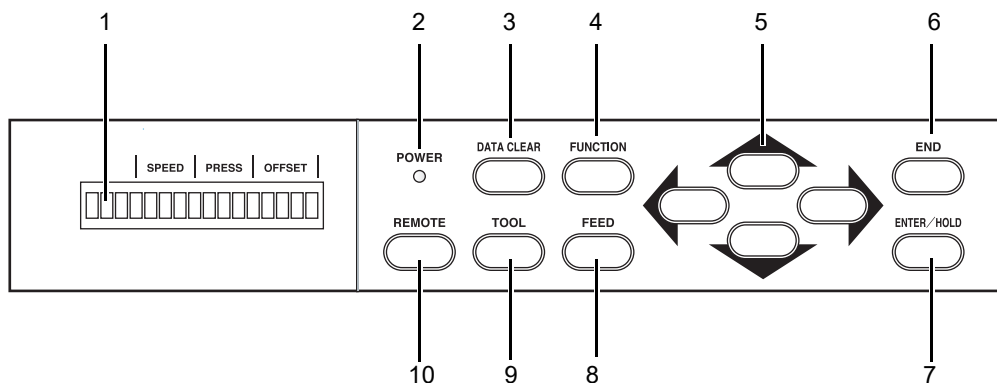 1 2 3 4 5 6
POWER DATA CLEAR FUNCTION END
SPEED PRESS OFFSET
REMOTE TOOL FEED ENTER/HOLD
10 9 8 7